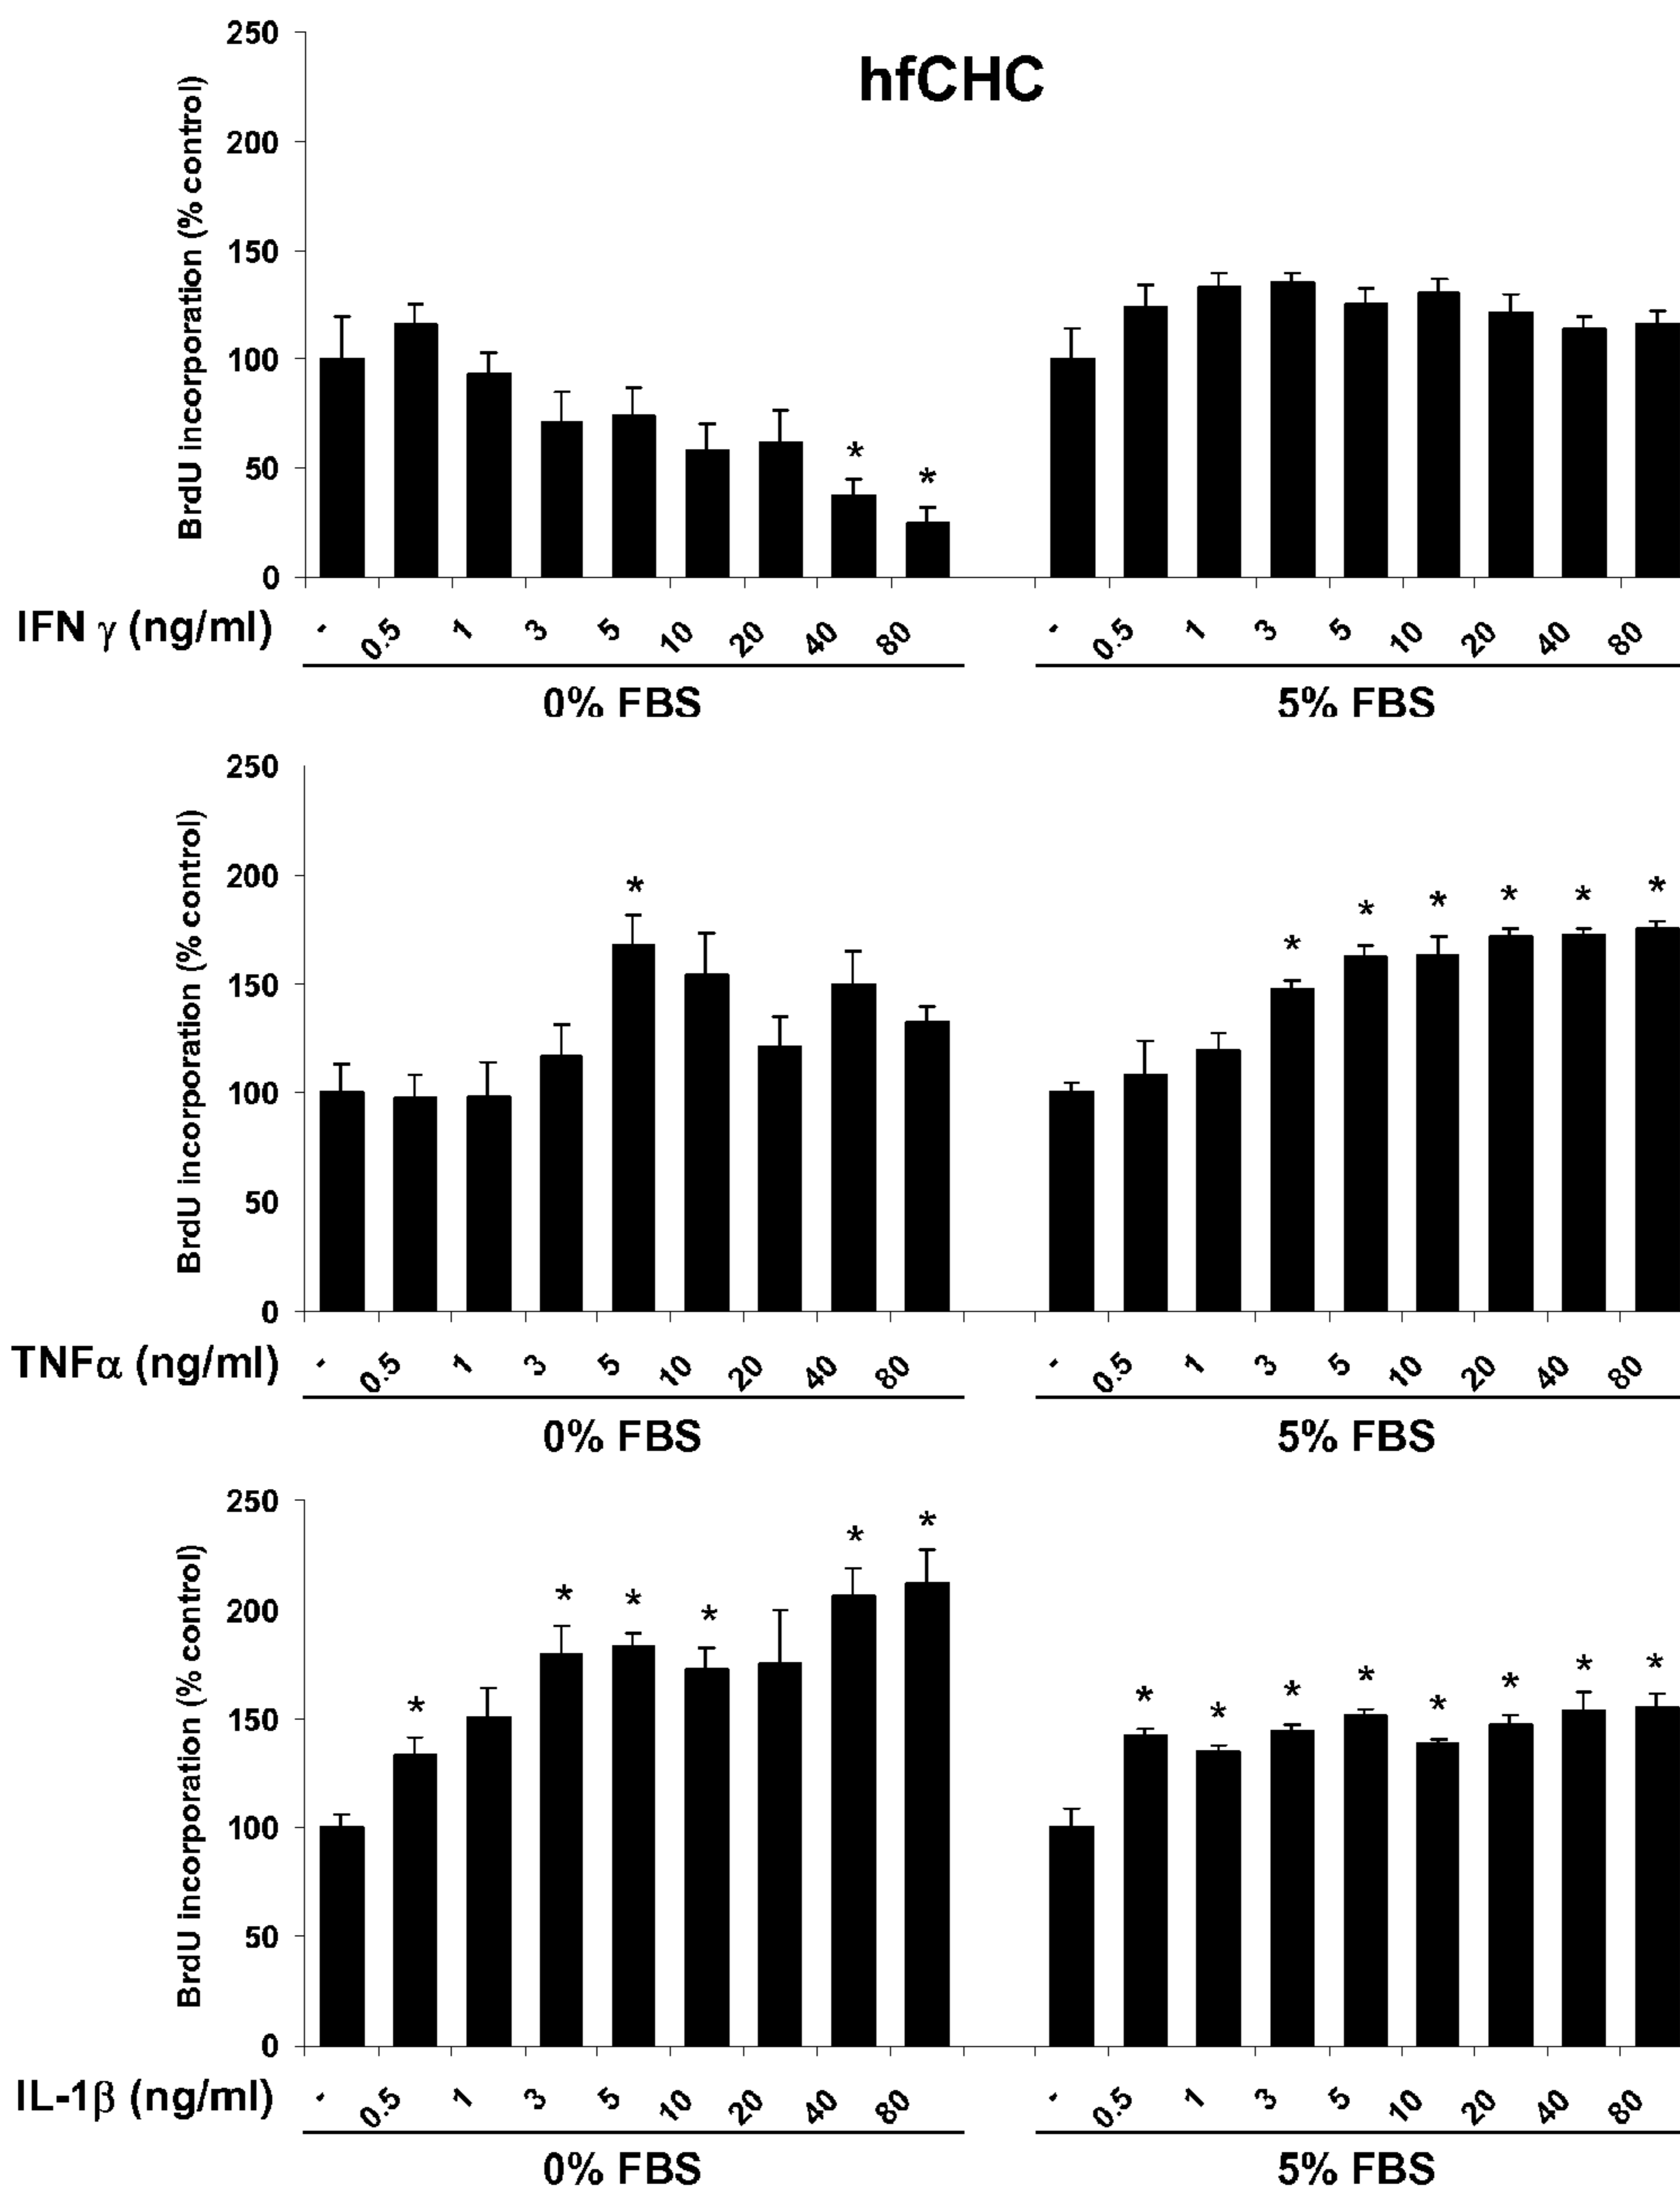 hfCHC
BrdU incorporation (% control)
250
200
150
100
50
0
* *
IFN γ (ng/ml)
- 0.5 1 3 5 10 20 40 80 - 0.5 1 3 5 10 20 40 80
0% FBS 5% FBS
BrdU incorporation (% control)
250
200
150
100
50
0
* * * * * * *
TNFα (ng/ml)
- 0.5 1 3 5 10 20 40 80 - 0.5 1 3 5 10 20 40 80
0% FBS 5% FBS
BrdU incorporation (% control)
250
200
150
100
50
0
* * * * * * * * * * * * * *
IL-1β (ng/ml)
- 0.5 1 3 5 10 20 40 80 - 0.5 1 3 5 10 20 40 80
0% FBS 5% FBS